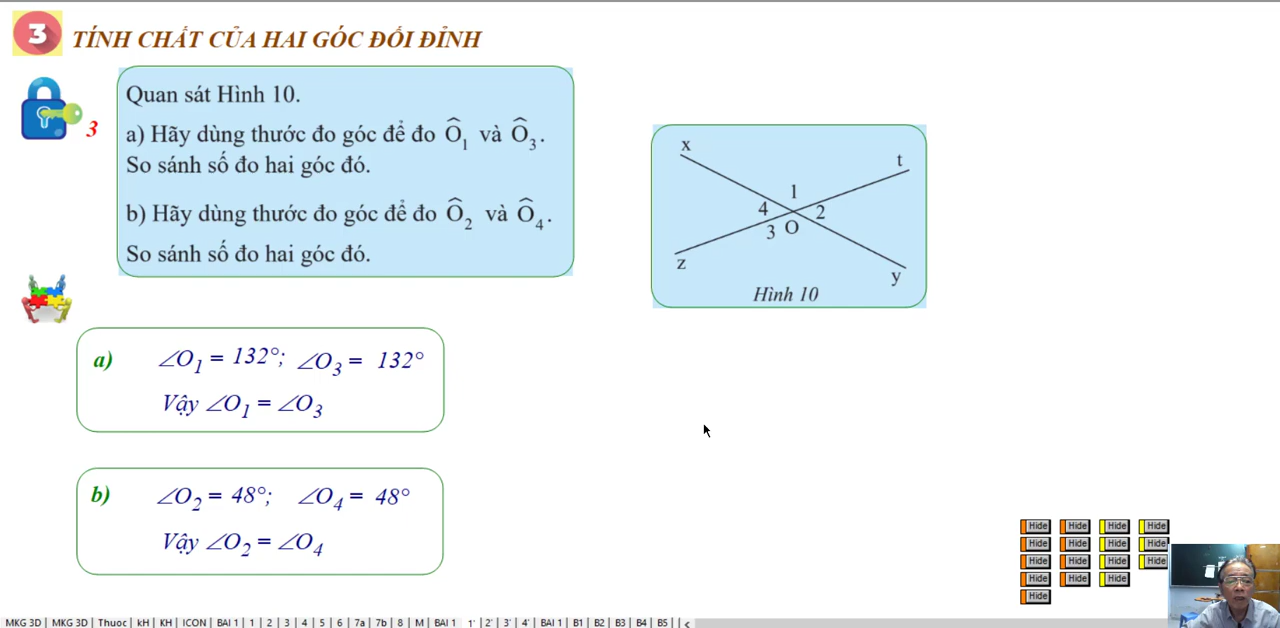 3 TÍNH CHẤT CỦA HAI GÓC ĐỐI ĐỈNH
3
Quan sát Hình 10.
a) Hãy dùng thước đo góc để đo Ô₁ và Ô₃.
So sánh số đo hai góc đó.
b) Hãy dùng thước đo góc để đo Ô₂ và Ô₄.
So sánh số đo hai góc đó.
x
t
1
4
2
3
O
z
y
Hình 10
a) ∠O₁ = 132°; ∠O₃ = 132°
Vậy ∠O₁ = ∠O₃
b) ∠O₂ = 48°; ∠O₄ = 48°
Vậy ∠O₂ = ∠O₄
Hide Hide Hide Hide
Hide Hide Hide Hide
Hide Hide Hide Hide
Hide Hide Hide
Hide
MKG 3D | MKG 3D | Thuoc | kH | KH | ICON | BAI 1 | 1 | 2 | 3 | 4 | 5 | 6 | 7a | 7b | 8 | M | BAI 1 1' | 2' | 3' | 4' | BAI 1 | B1 | B2 | B3 | B4 | B5 | | <